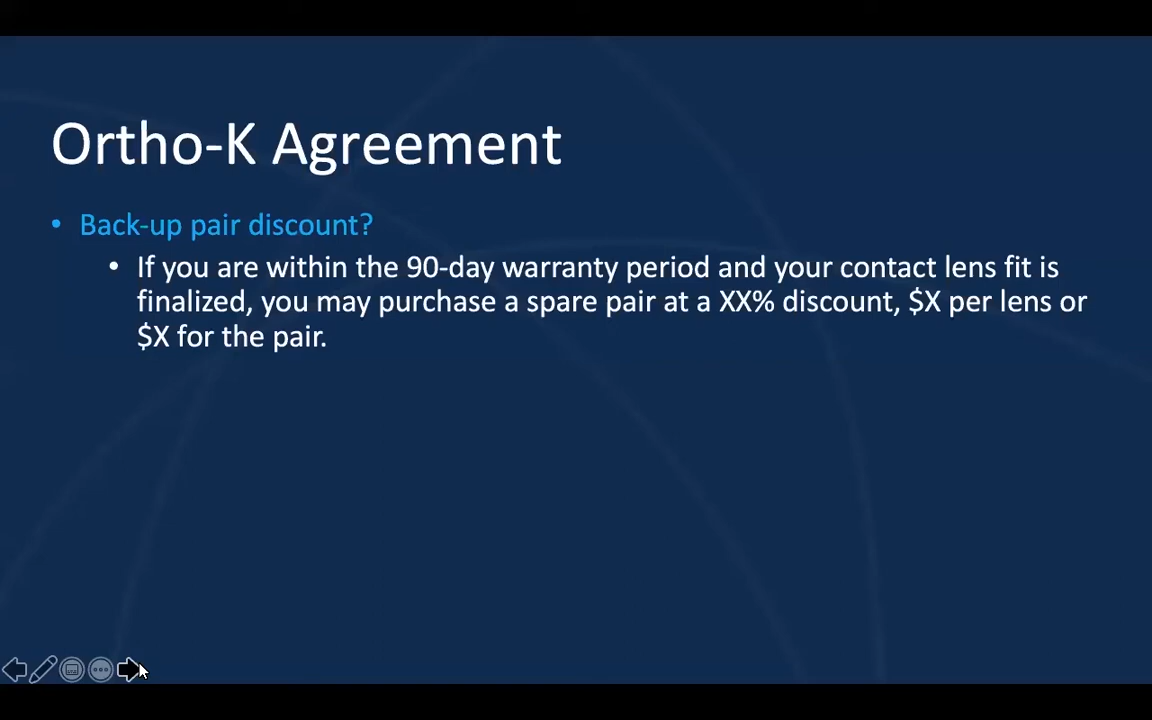 Ortho-K Agreement
• Back-up pair discount?
• If you are within the 90-day warranty period and your contact lens fit is
finalized, you may purchase a spare pair at a XX% discount, $X per lens or
$X for the pair.